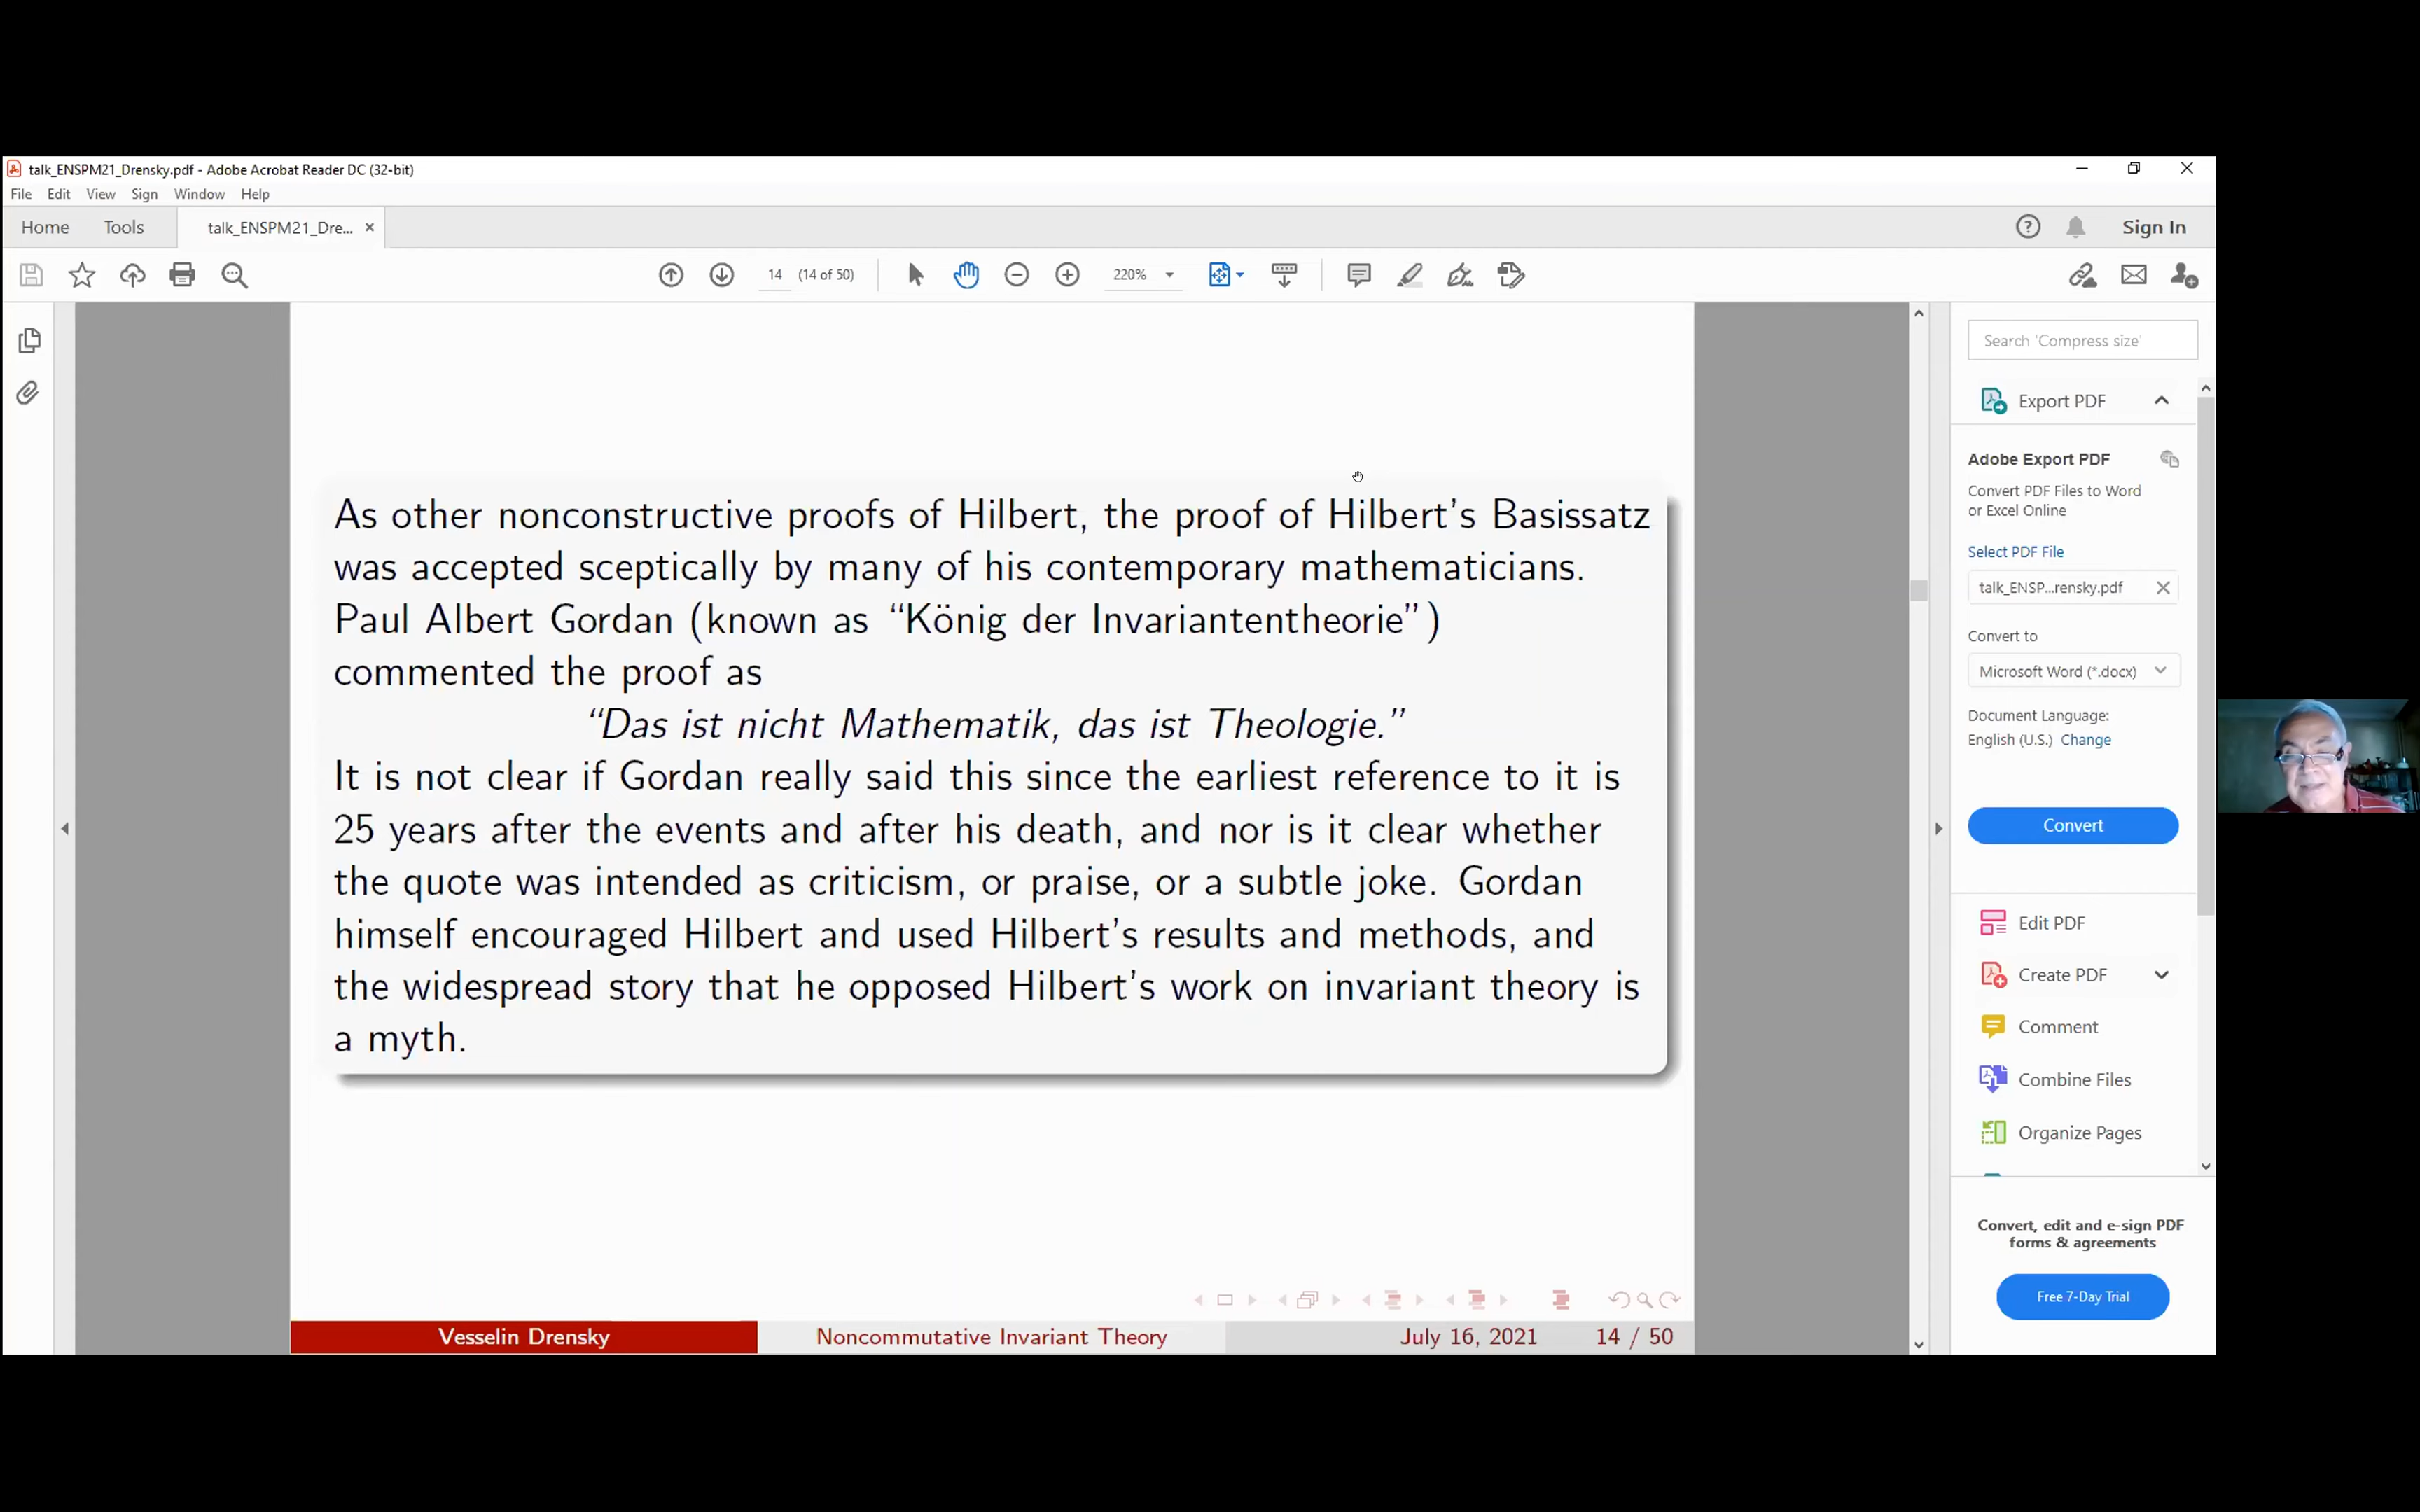 talk_ENSPM21_Drensky.pdf - Adobe Acrobat Reader DC (32-bit)
File Edit View Sign Window Help
Home Tools talk_ENSPM21_Dre... Sign In
14 (14 of 50) 220%
As other nonconstructive proofs of Hilbert, the proof of Hilbert's Basissatz
was accepted sceptically by many of his contemporary mathematicians.
Paul Albert Gordan (known as “König der Invariantentheorie”)
commented the proof as
“Das ist nicht Mathematik, das ist Theologie.”
It is not clear if Gordan really said this since the earliest reference to it is
25 years after the events and after his death, and nor is it clear whether
the quote was intended as criticism, or praise, or a subtle joke. Gordan
himself encouraged Hilbert and used Hilbert's results and methods, and
the widespread story that he opposed Hilbert's work on invariant theory is
a myth.
Vesselin Drensky Noncommutative Invariant Theory July 16, 2021 14 / 50
Search 'Compress size'
Export PDF
Adobe Export PDF
Convert PDF Files to Word
or Excel Online
Select PDF File
talk_ENSP...rensky.pdf
Convert to
Microsoft Word (*.docx)
Document Language:
English (U.S.) Change
Convert
Edit PDF
Create PDF
Comment
Combine Files
Organize Pages
Convert, edit and e-sign PDF
forms & agreements
Free 7-Day Trial